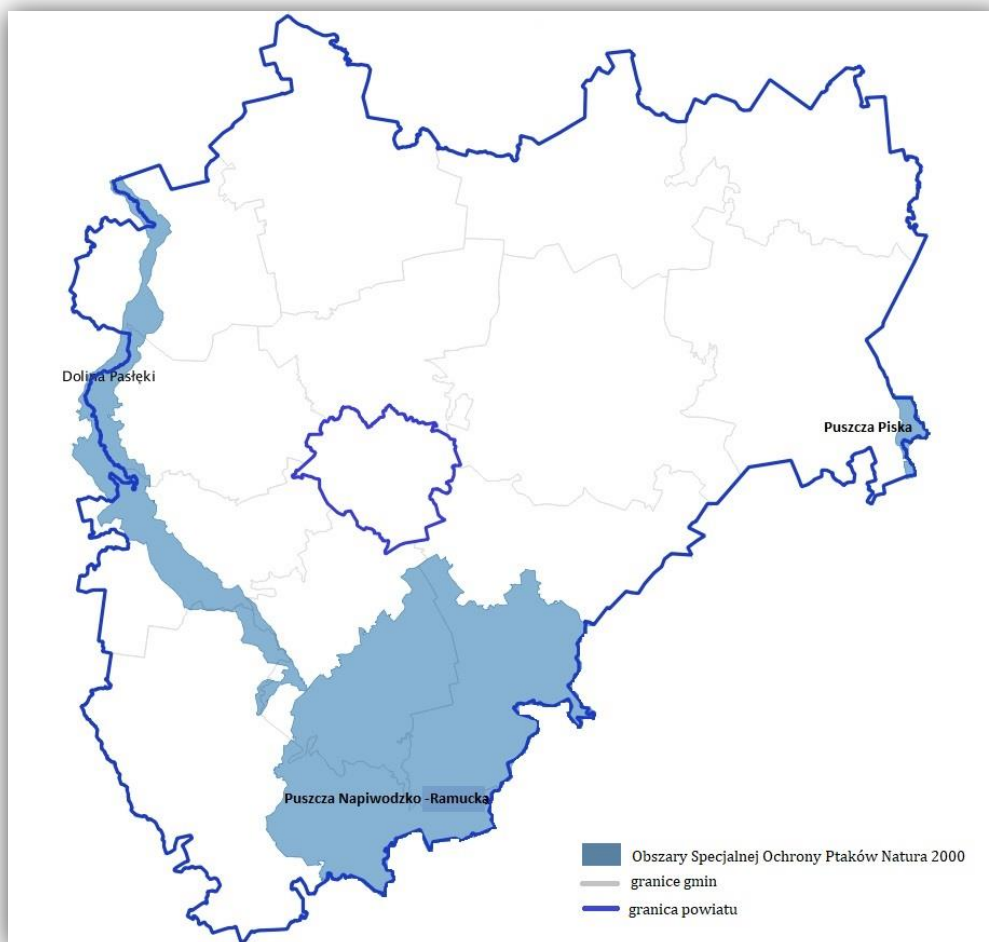 Dolina Pasłęki
Puszcza Piska
Puszcza Napiwodzko -Ramucka
Obszary Specjalnej Ochrony Ptaków Natura 2000
granice gmin
granica powiatu